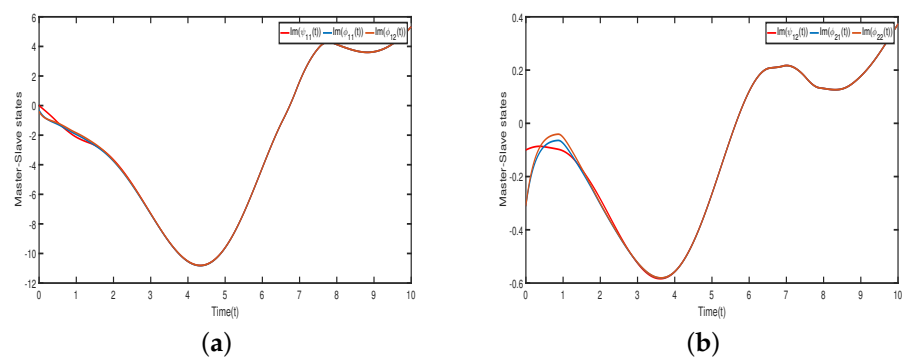 Im(ψ11(t)) Im(ϕ11(t)) Im(ϕ12(t))
6
4
2
0
-2
-4
-6
-8
-10
-12
Master-Slave states
0 1 2 3 4 5 6 7 8 9 10
Time(t)
(a)
Im(ψ12(t)) Im(ϕ21(t)) Im(ϕ22(t))
0.4
0.2
0
-0.2
-0.4
-0.6
Master-Slave states
0 1 2 3 4 5 6 7 8 9 10
Time(t)
(b)